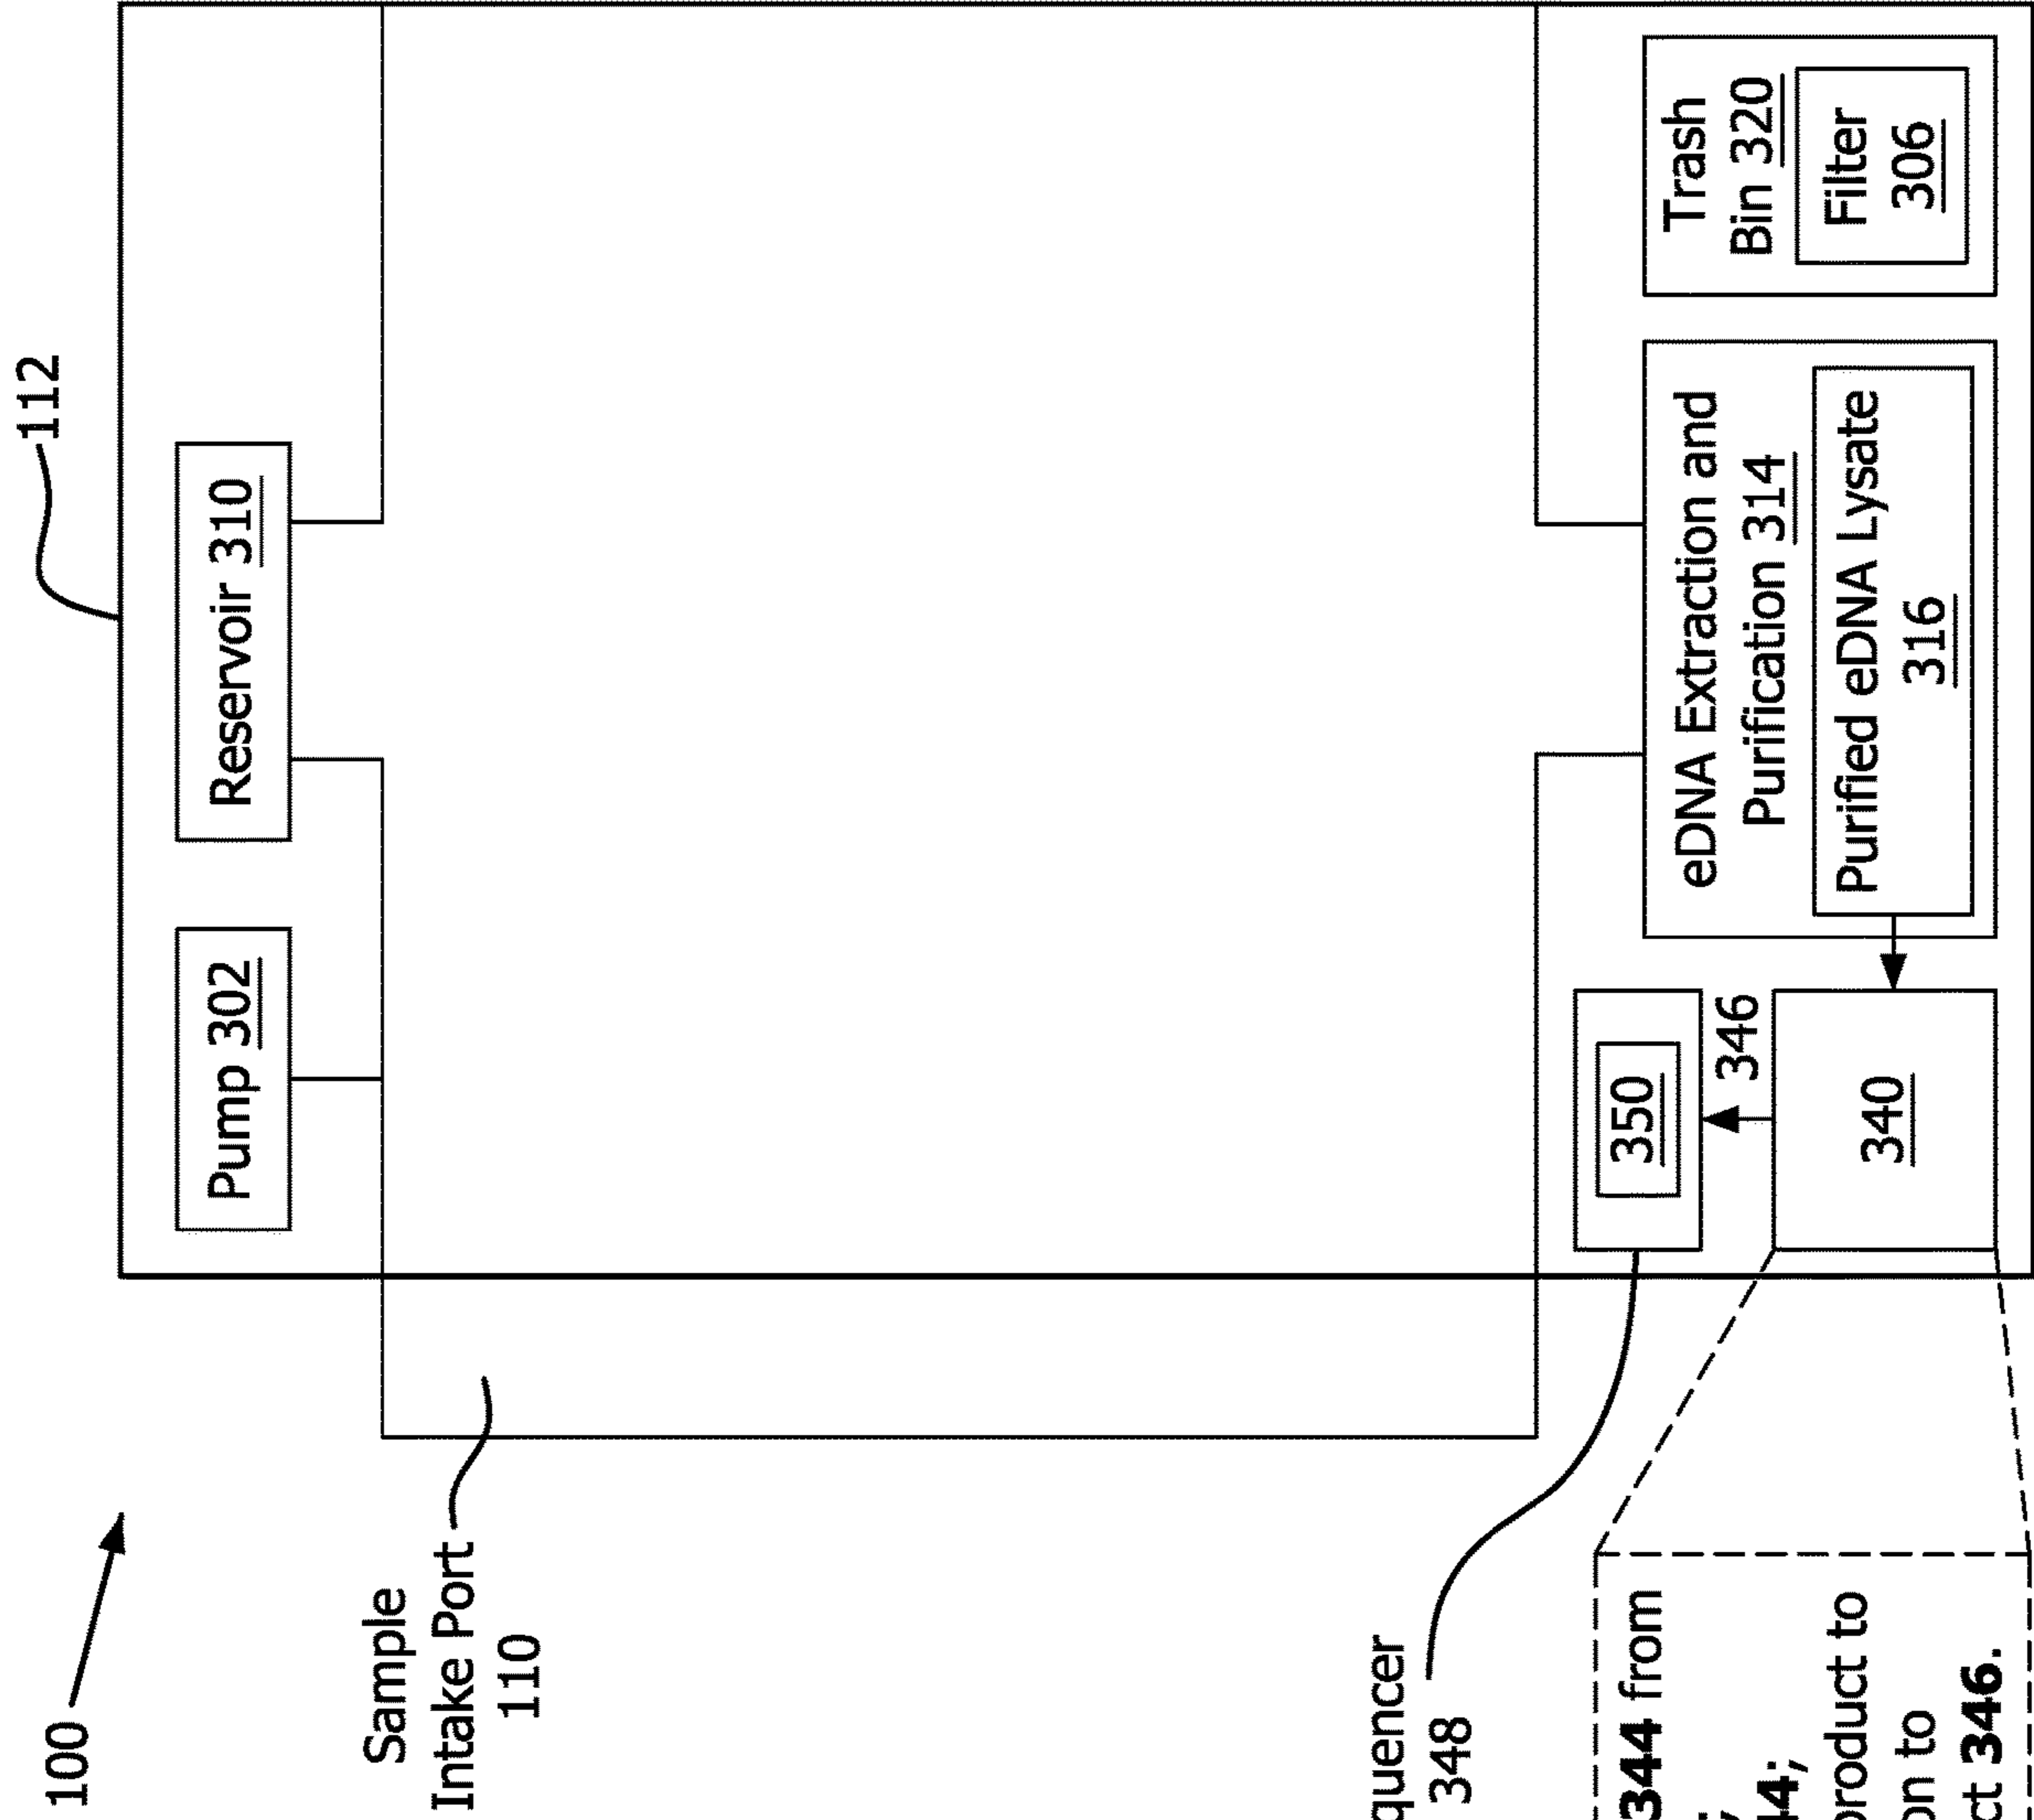 112
100
Pump 302
Reservoir 310
Sample
Intake Port
110
quencer
348
344 from
44;
product to
on to
ct 346.
350
346
340
eDNA Extraction and
Purification 314
Purified eDNA Lysate
316
Trash
Bin 320
Filter
306